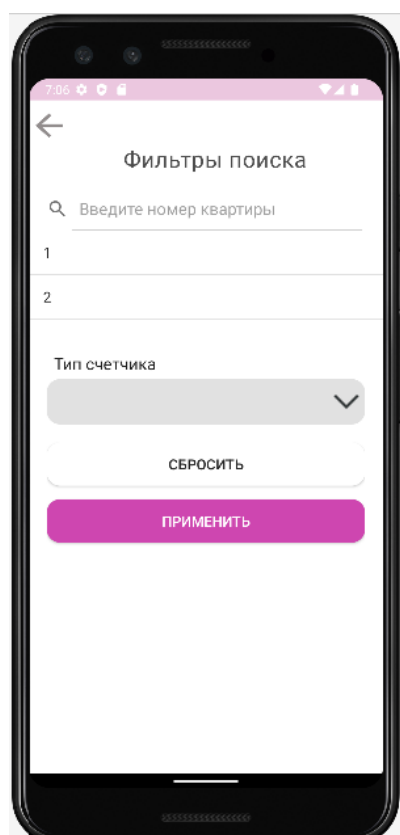 7:06
Фильтры поиска
Введите номер квартиры
1
2
Тип счетчика
СБРОСИТЬ
ПРИМЕНИТЬ